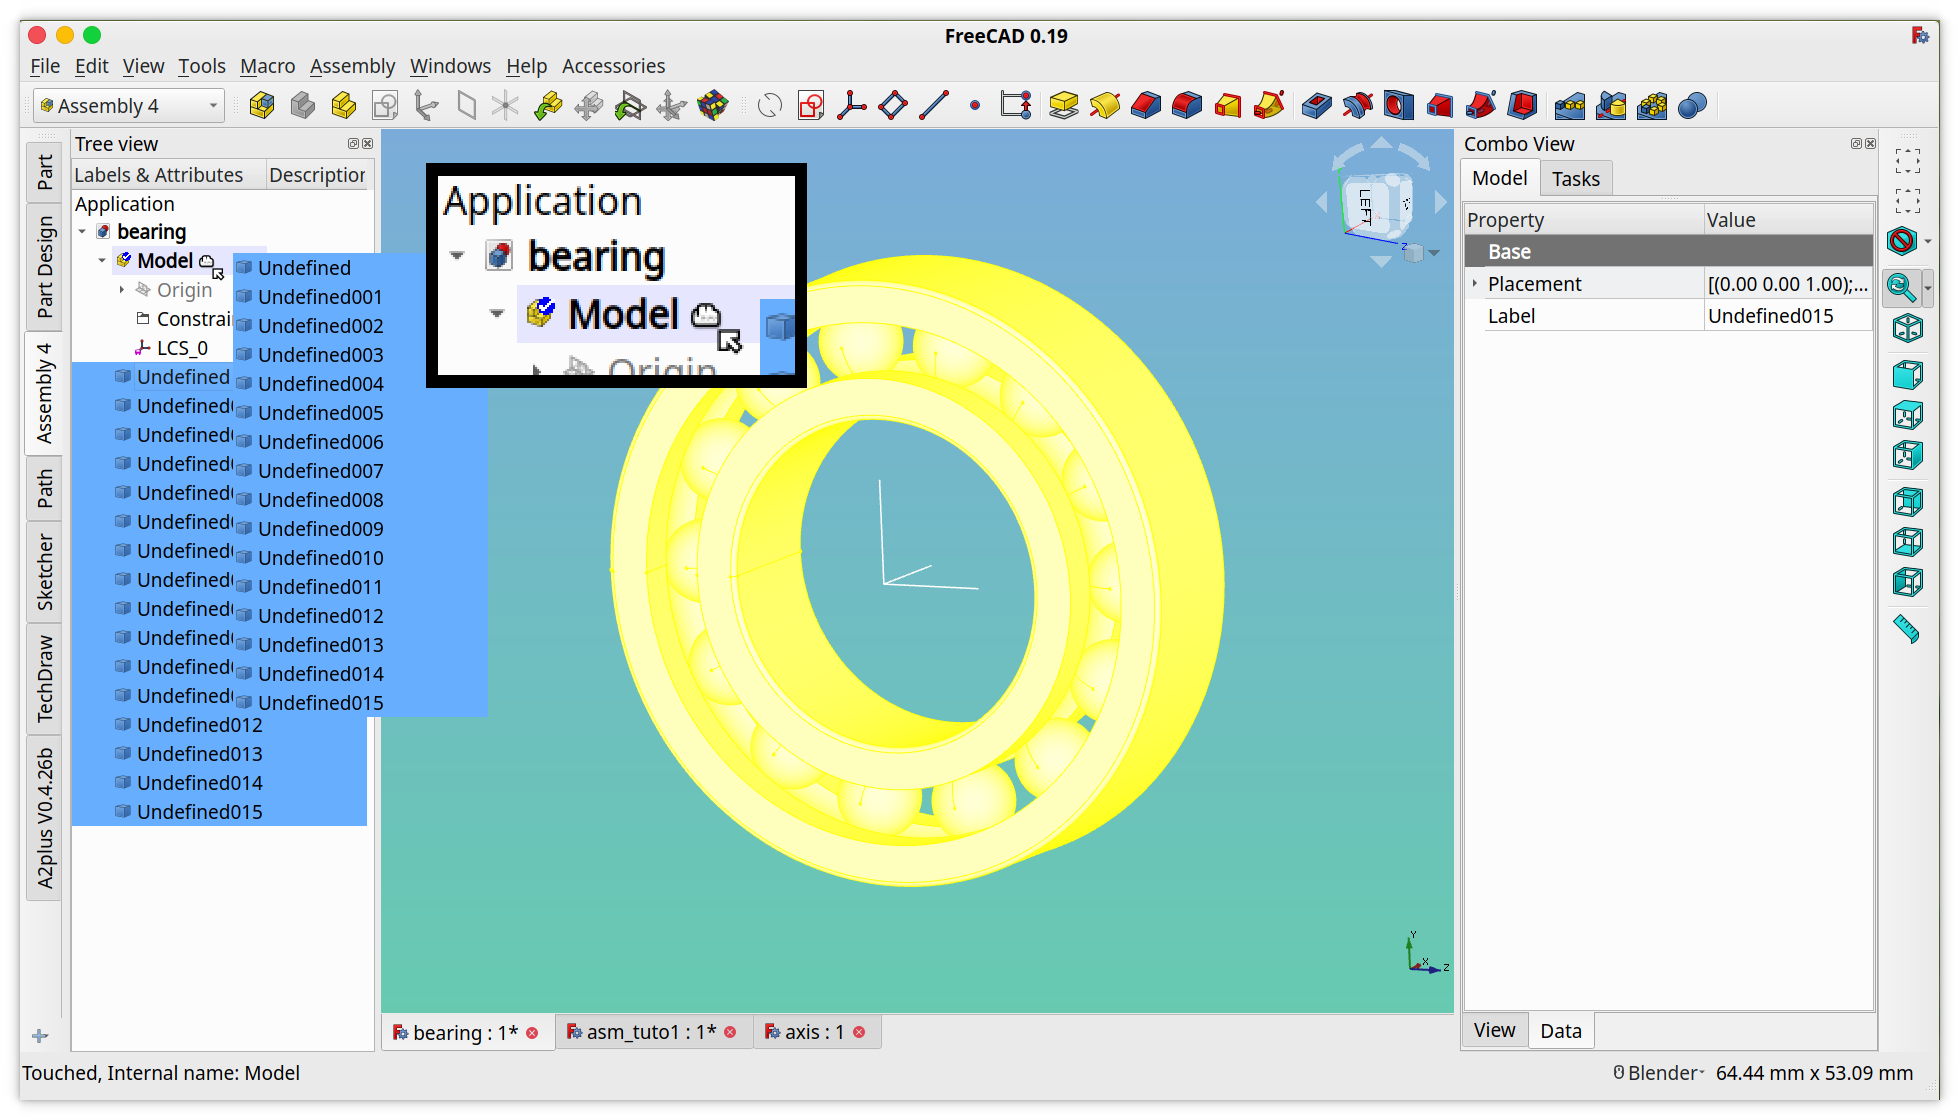 FreeCAD 0.19
File Edit View Tools Macro Assembly Windows Help Accessories
Assembly 4
Part
Part Design
Assembly 4
Path
Sketcher
TechDraw
A2plus V0.4.26b
Tree view
Labels & Attributes Description
Application
bearing
Model
Origin
Constrai
LCS_0
Undefined
Undefined
Undefined
Undefined
Undefined
Undefined
Undefined
Undefined
Undefined
Undefined
Undefined
Undefined
Undefined012
Undefined013
Undefined014
Undefined015
Undefined
Undefined001
Undefined002
Undefined003
Undefined004
Undefined005
Undefined006
Undefined007
Undefined008
Undefined009
Undefined010
Undefined011
Undefined012
Undefined013
Undefined014
Undefined015
Application
bearing
Model
Origin
LEFT
Z
Y
X
Z
bearing : 1*
asm_tuto1 : 1*
axis : 1
Combo View
Model Tasks
Property Value
Base
Placement [(0.00 0.00 1.00);...
Label Undefined015
View Data
Touched, Internal name: Model
Blender 64.44 mm x 53.09 mm